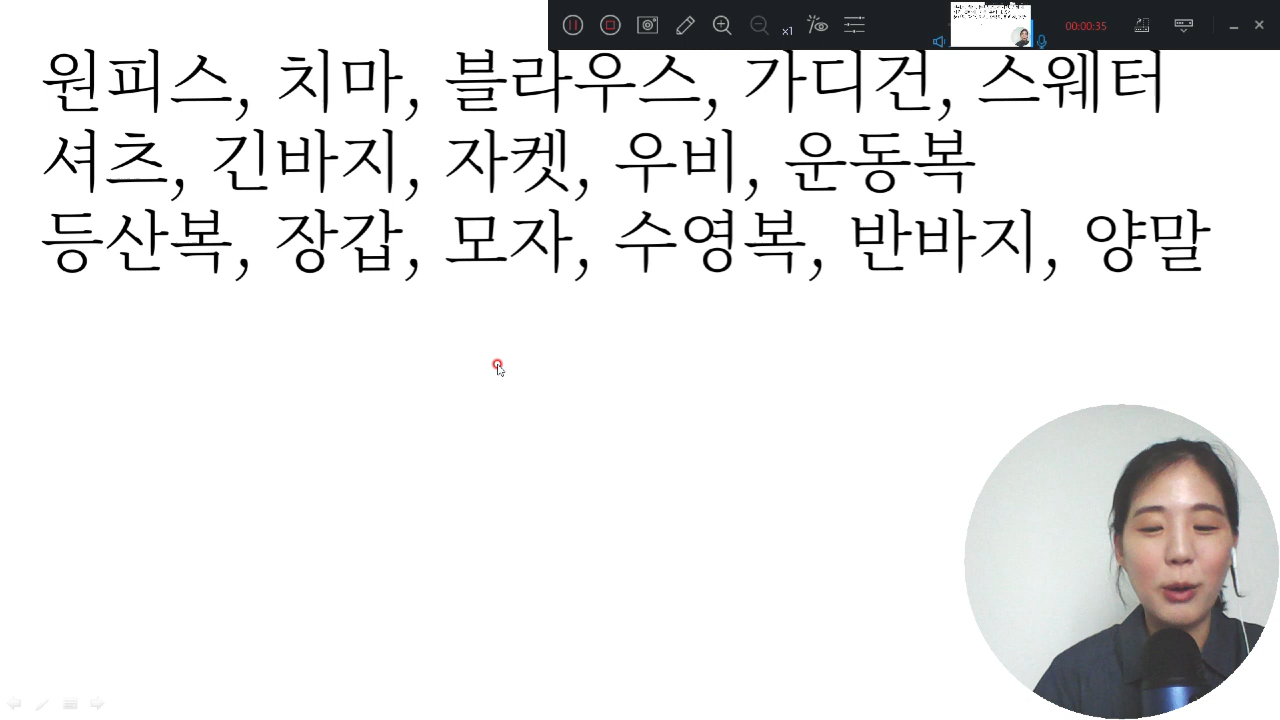 x1
00:00:35
원피스, 치마, 블라우스, 가디건, 스웨터
셔츠, 긴바지, 자켓, 우비, 운동복
등산복, 장갑, 모자, 수영복, 반바지, 양말